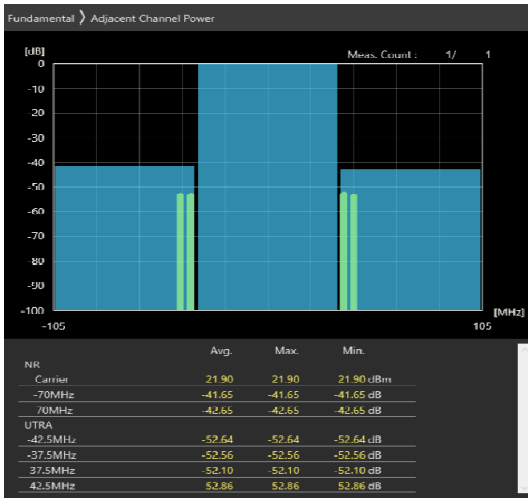 Fundamental ❯ Adjacent Channel Power
[dB] Meas. Count : 1/ 1
0
-10
-20
-30
-40
-50
-60
-70
-80
-90
-100 [MHz]
-105 105
Avg. Max. Min.
NR
Carrier 21.90 21.90 21.90 dBm
-70MHz -41.65 -41.65 -41.65 dB
70MHz -42.65 -42.65 -42.65 dB
UTRA
-42.5MHz -52.64 -52.64 -52.64 dB
-37.5MHz -52.56 -52.56 -52.56 dB
37.5MHz -52.10 -52.10 -52.10 dB
42.5MHz 52.86 52.86 52.86 dB